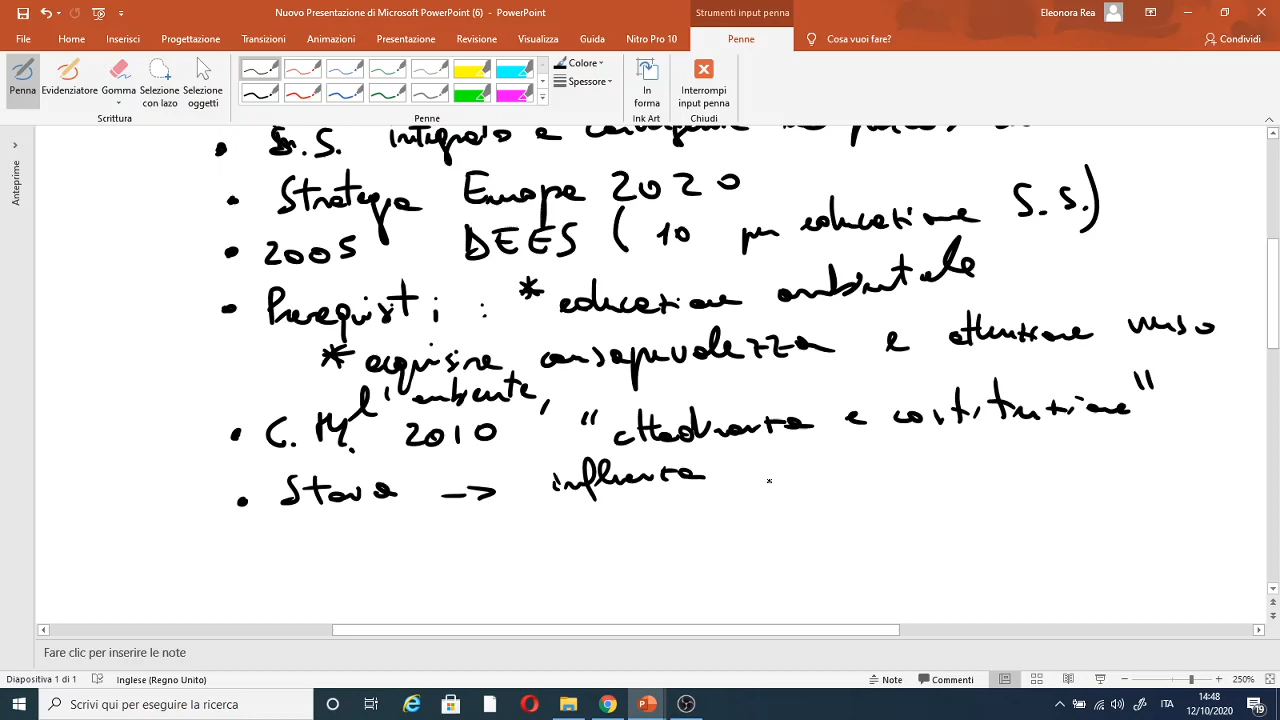 Nuovo Presentazione di Microsoft PowerPoint (6) - PowerPoint
Strumenti input penna
Eleonora Rea
File Home Inserisci Progettazione Transizioni Animazioni Presentazione Revisione Visualizza Guida Nitro Pro 10 Penne Cosa vuoi fare? Condividi
Penna Evidenziatore Gomma Selezione con lazo Selezione oggetti
Colore
Spessore
In forma
Interrompi input penna
Scrittura Penne Ink Art Chiudi
Anteprime
• S.S. integrato e
• Strategia Europa 2020
• 2005 DEES ( 10 per educazione S.S.)
• Prerequisiti : * educazione ambientale
* acquisire consapevolezza e attenzione verso
l'ambiente,
• C.M. 2010 "cittadinanza e costituzione"
• Storia -> influenza
Fare clic per inserire le note
Diapositiva 1 di 1 Inglese (Regno Unito) Note Commenti 250%
Scrivi qui per eseguire la ricerca
ITA
14:48
12/10/2020
24